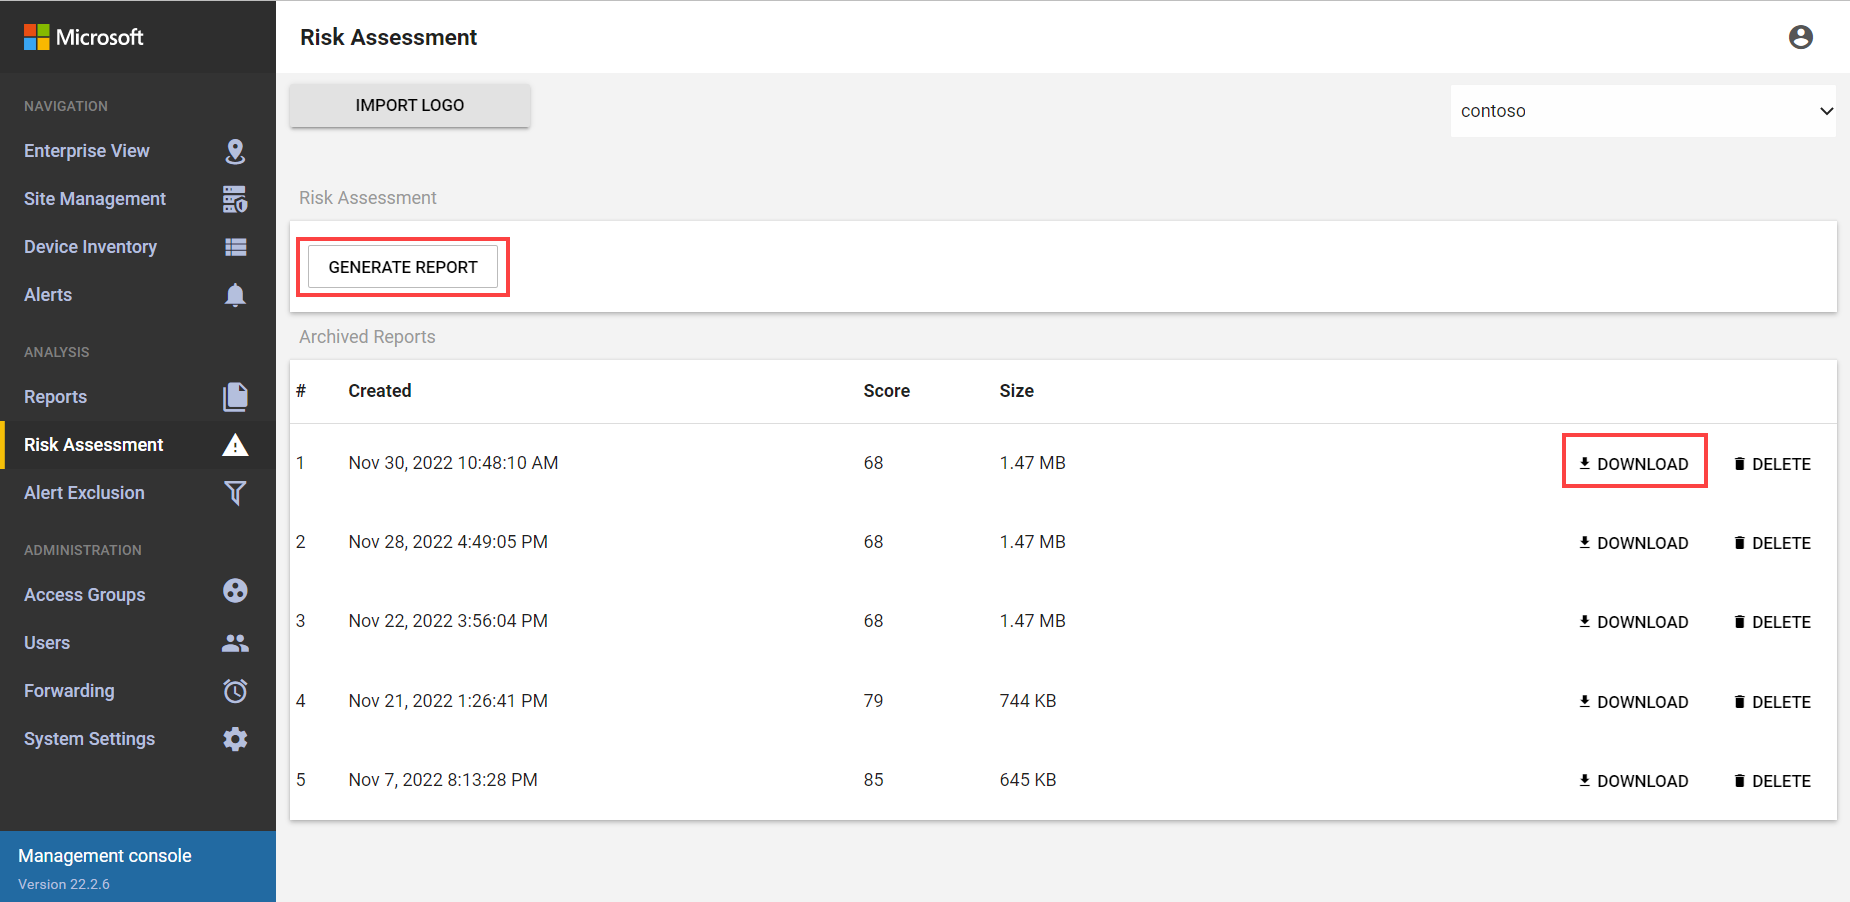 Microsoft
NAVIGATION
Enterprise View
Site Management
Device Inventory
Alerts
ANALYSIS
Reports
Risk Assessment
Alert Exclusion
ADMINISTRATION
Access Groups
Users
Forwarding
System Settings
Management console
Version 22.2.6
Risk Assessment
IMPORT LOGO
contoso
Risk Assessment
GENERATE REPORT
Archived Reports
# Created Score Size
1 Nov 30, 2022 10:48:10 AM 68 1.47 MB DOWNLOAD DELETE
2 Nov 28, 2022 4:49:05 PM 68 1.47 MB DOWNLOAD DELETE
3 Nov 22, 2022 3:56:04 PM 68 1.47 MB DOWNLOAD DELETE
4 Nov 21, 2022 1:26:41 PM 79 744 KB DOWNLOAD DELETE
5 Nov 7, 2022 8:13:28 PM 85 645 KB DOWNLOAD DELETE